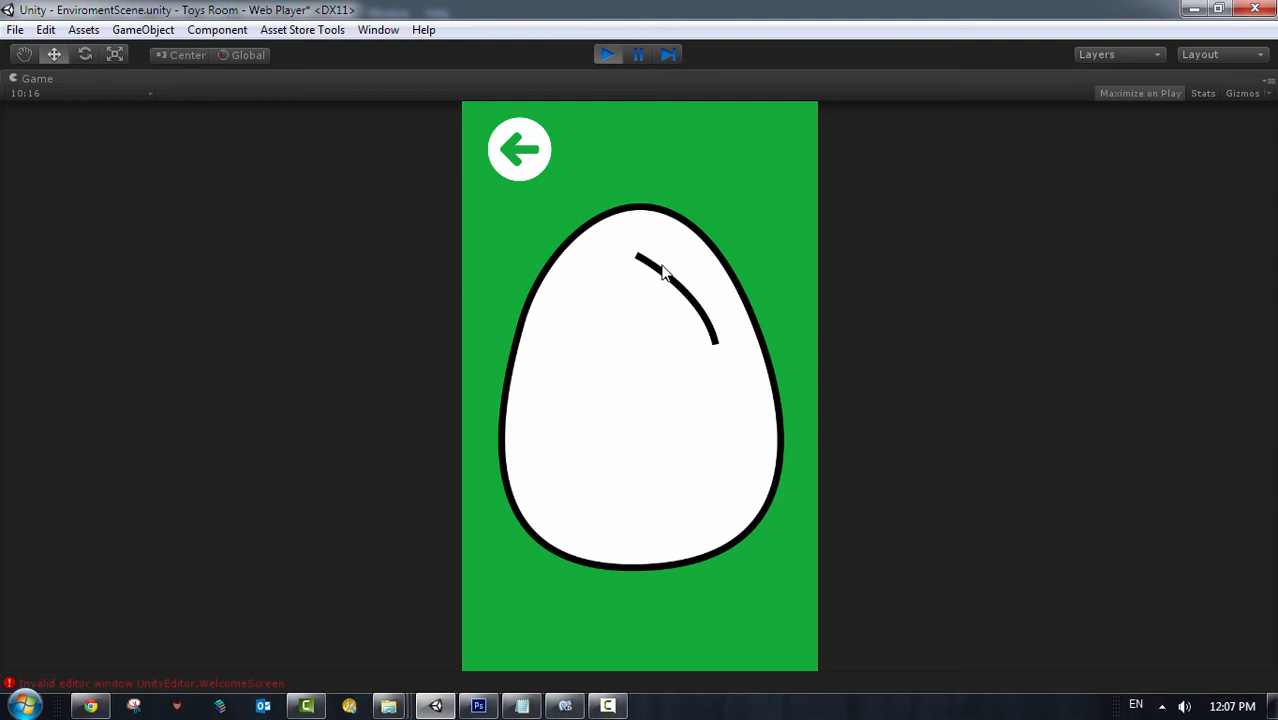 Unity - EnviromentScene.unity - Toys Room - Web Player* <DX11>
File Edit Assets GameObject Component Asset Store Tools Window Help
Center Global Layers Layout
Game
10:16 Maximize on Play Stats Gizmos
Invalid editor window UnityEditor.WelcomeScreen
EN 12:07 PM